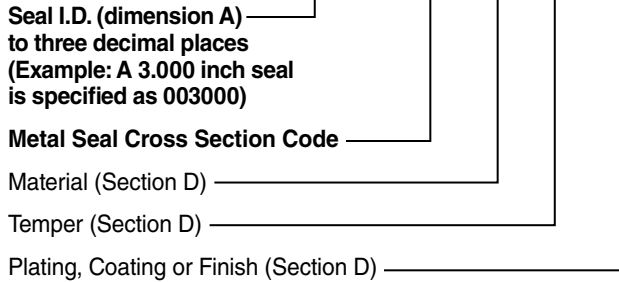 Seal I.D. (dimension A)
to three decimal places
(Example: A 3.000 inch seal
is specified as 003000)
Metal Seal Cross Section Code
Material (Section D)
Temper (Section D)
Plating, Coating or Finish (Section D)